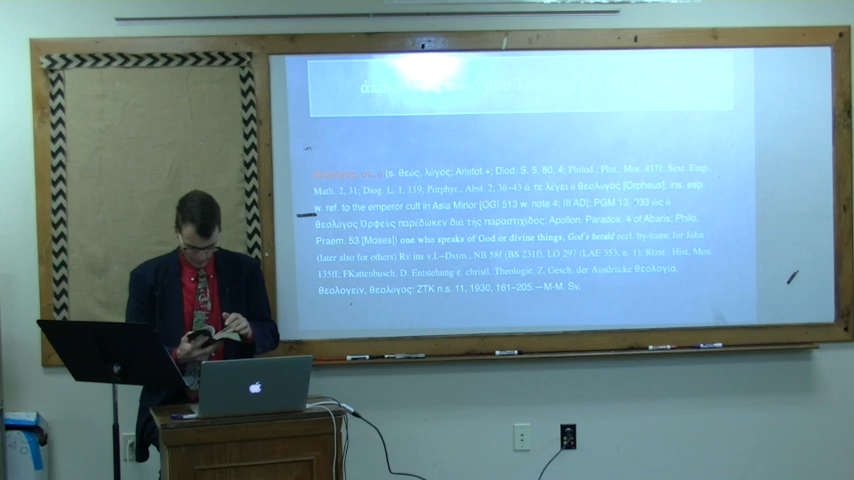 θεολόγος, ου, ὁ (s. θεός, λόγος; Aristot.+; Diod. S. 5, 80, 4; Philod.; Plut., Mor. 417f; Sext. Emp.,
Math. 2, 31; Diog. L. 1, 119; Porphyr., Abst. 2, 36–43 ἅ τε λέγει ὁ θεολόγος [Orpheus]; ins. esp.
w. ref. to the emperor cult in Asia Minor [OGI 513 w. note 4; III AD]; PGM 13, 933 ὡς ὁ
θεολόγος Ὀρφεὺς παρέδωκεν διὰ τῆς παραστιχίδος; Apollon. Paradox. 4 of Abaris; Philo,
Praem. 53 [Moses]) one who speaks of God or divine things, God's herald eccl. by-name for John
(later also for others) Rv ins v.l.—Dssm., NB 58f (BS 231f), LO 297 (LAE 353, n. 1); Rtzst., Hist. Mon.
135ff; FKattenbusch, D. Entstehung e. christl. Theologie. Z. Gesch. der Ausdrücke θεολογία,
θεολογεῖν, θεολόγος: ZTK n.s. 11, 1930, 161–205.—M-M. Sv.